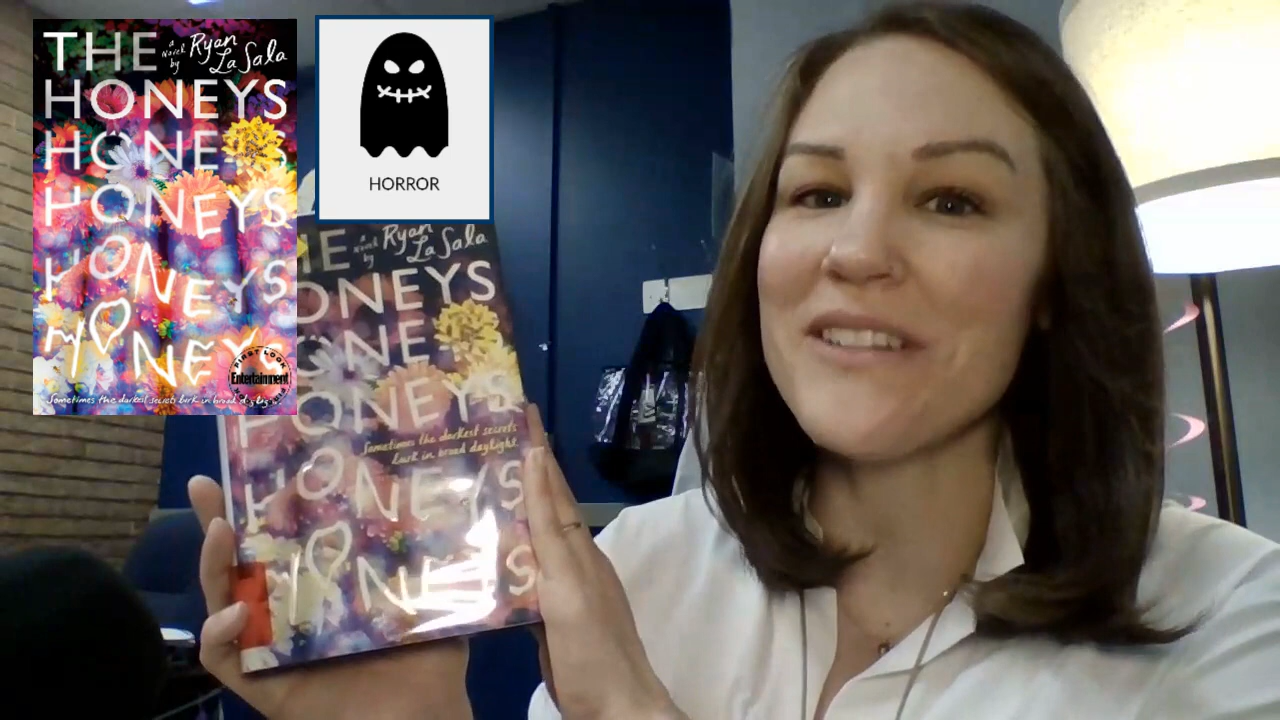 THE
a Novel by
Ryan La Sala
HONEYS
HONEYS
HONEYS
HONEYS
HONEYS
FIRST LOOK
Entertainment
Sometimes the darkest secrets lurk in broad daylight
HORROR
THE
a Novel by
Ryan La Sala
HONEYS
HONE
HONEYS
Sometimes the darkest secrets
lurk in broad daylight.
HONEYS
HONEYS